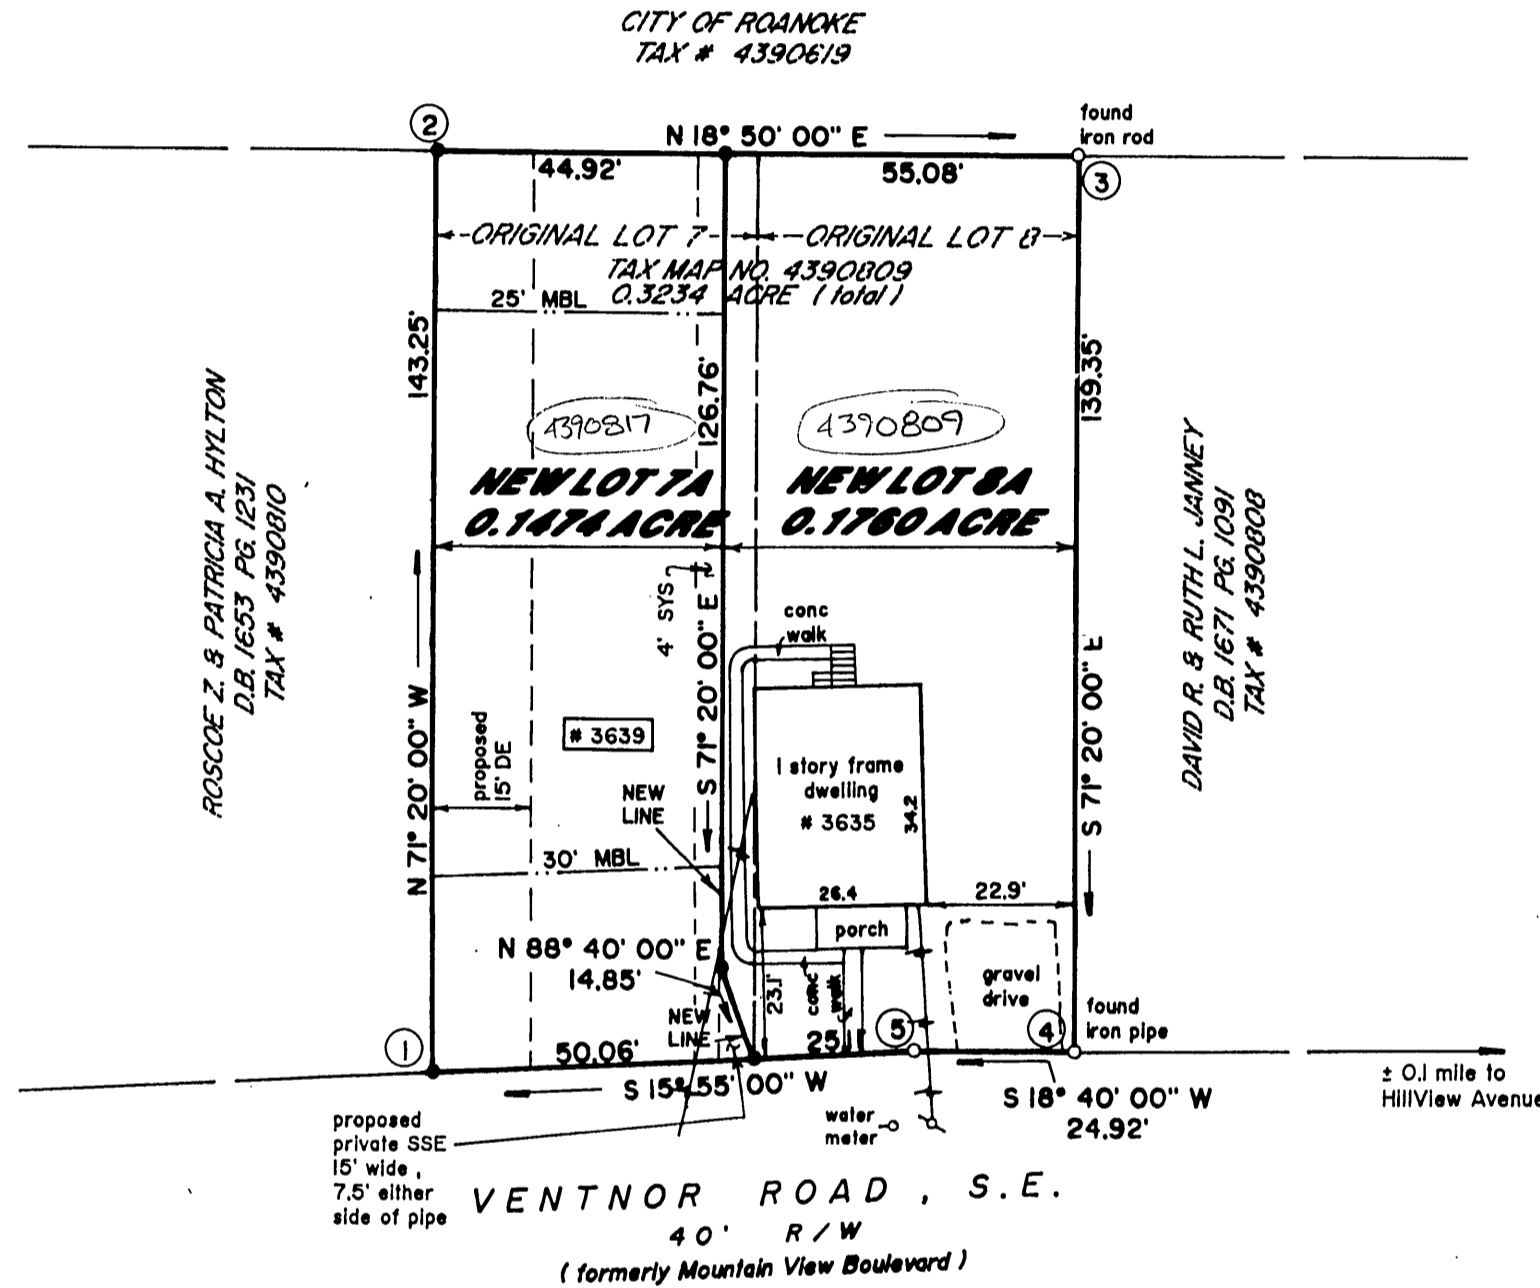 CITY OF ROANOKE
TAX # 4390619
2
N 18° 50' 00" E
found
iron rod
44.92'
55.08'
3
ORIGINAL LOT 7
ORIGINAL LOT 8
TAX MAP NO. 4390809
0.3234 ACRE (total)
25' MBL
143.25'
126.76'
139.35'
4390817
4390809
NEW LOT 7A
0.1474 ACRE
NEW LOT 8A
0.1760 ACRE
ROSCOE Z. & PATRICIA A. HYLTON
D.B. 1653 PG. 1231
TAX # 4390810
DAVID R. & RUTH L. JANNEY
D.B. 1671 PG. 1091
TAX # 4390808
4' SYS
conc
walk
N 71° 20' 00" W
S 71° 20' 00" E
S 71° 20' 00" E
proposed
15' DE
# 3639
NEW
LINE
1 story frame
dwelling
# 3635
34.2
30' MBL
26.4
22.9'
porch
N 88° 40' 00" E
14.85'
23.1'
conc
walk
gravel
drive
found
iron pipe
NEW
LINE
1
50.06'
25'
5
4
S 15° 55' 00" W
S 18° 40' 00" W
24.92'
± 0.1 mile to
HillView Avenue
water
meter
proposed
private SSE
15' wide,
7.5' either
side of pipe
VENTNOR ROAD, S.E.
40' R/W
(formerly Mountain View Boulevard)